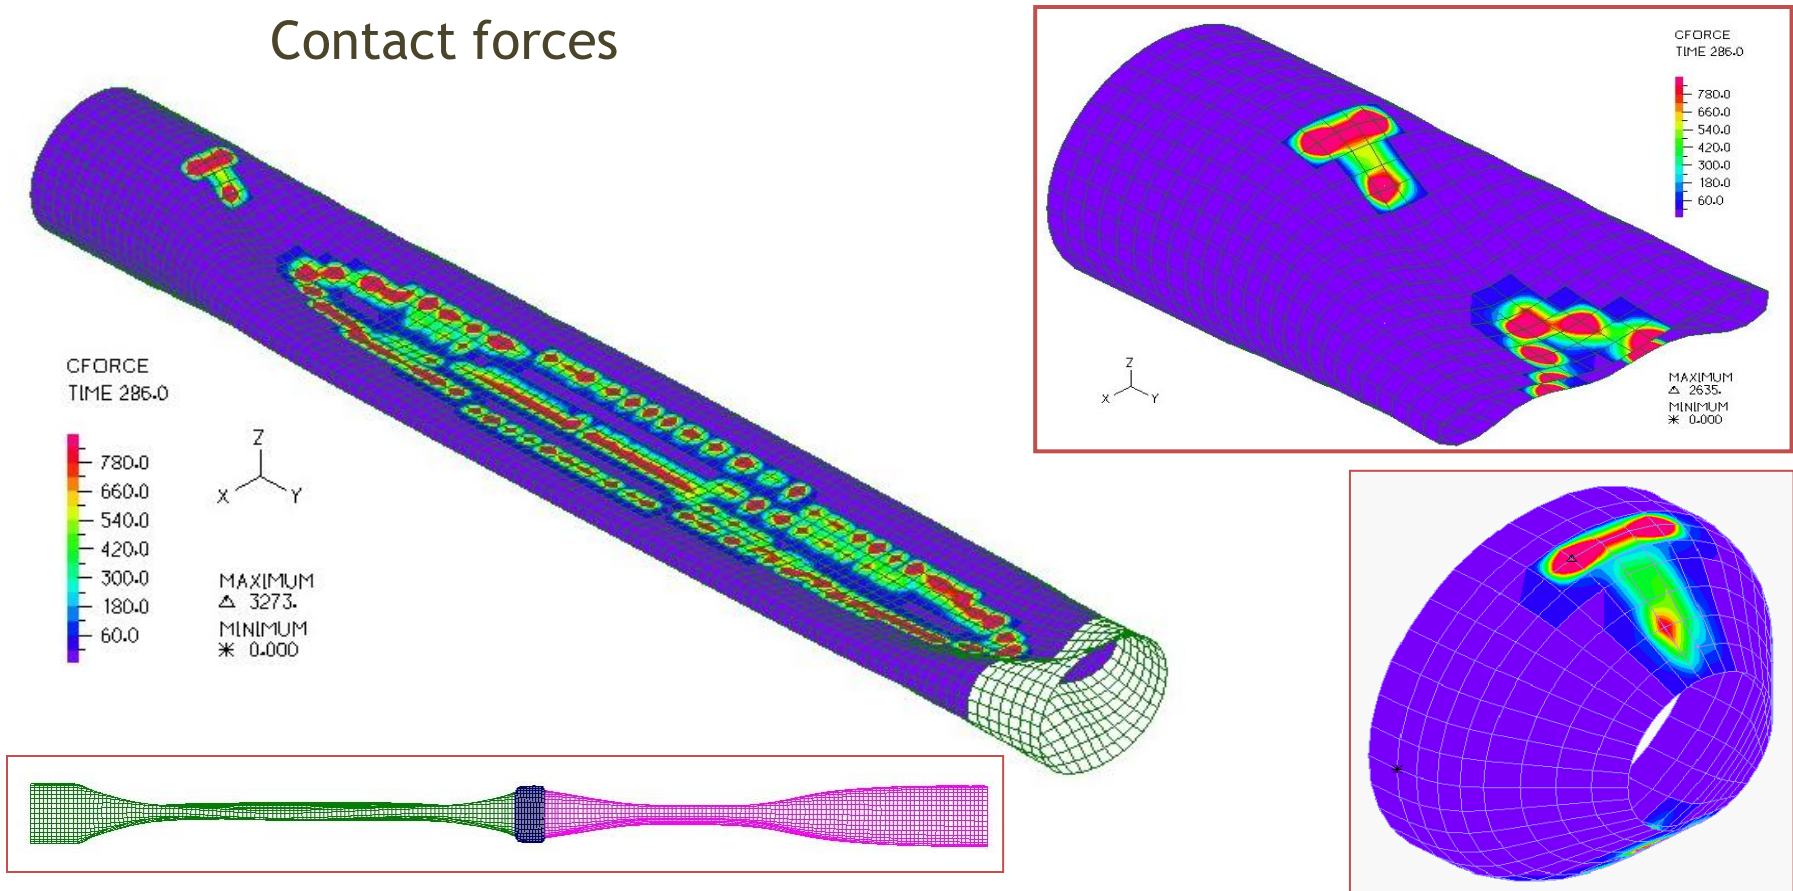 Contact forces
CFORCE
TIME 286.0
780.0
660.0
540.0
420.0
300.0
180.0
60.0
Z
X Y
MAXIMUM
△ 3273.
MINIMUM
* 0.000
CFORCE
TIME 286.0
780.0
660.0
540.0
420.0
300.0
180.0
60.0
Z
X Y
MAXIMUM
△ 2635.
MINIMUM
* 0.000